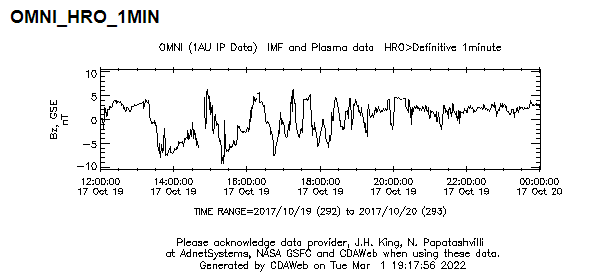 OMNI_HRO_1MIN
OMNI (1AU IP Data) IMF and Plasma data HRO>Definitive 1minute
Bz, GSE
nT
10
5
0
−5
−10
12:00:00 14:00:00 16:00:00 18:00:00 20:00:00 22:00:00 00:00:00
17 Oct 19 17 Oct 19 17 Oct 19 17 Oct 19 17 Oct 19 17 Oct 19 17 Oct 20
TIME RANGE=2017/10/19 (292) to 2017/10/20 (293)
Please acknowledge data provider, J.H. King, N. Papatashvilli
at AdnetSystems, NASA GSFC and CDAWeb when using these data.
Generated by CDAWeb on Tue Mar 1 19:17:56 2022